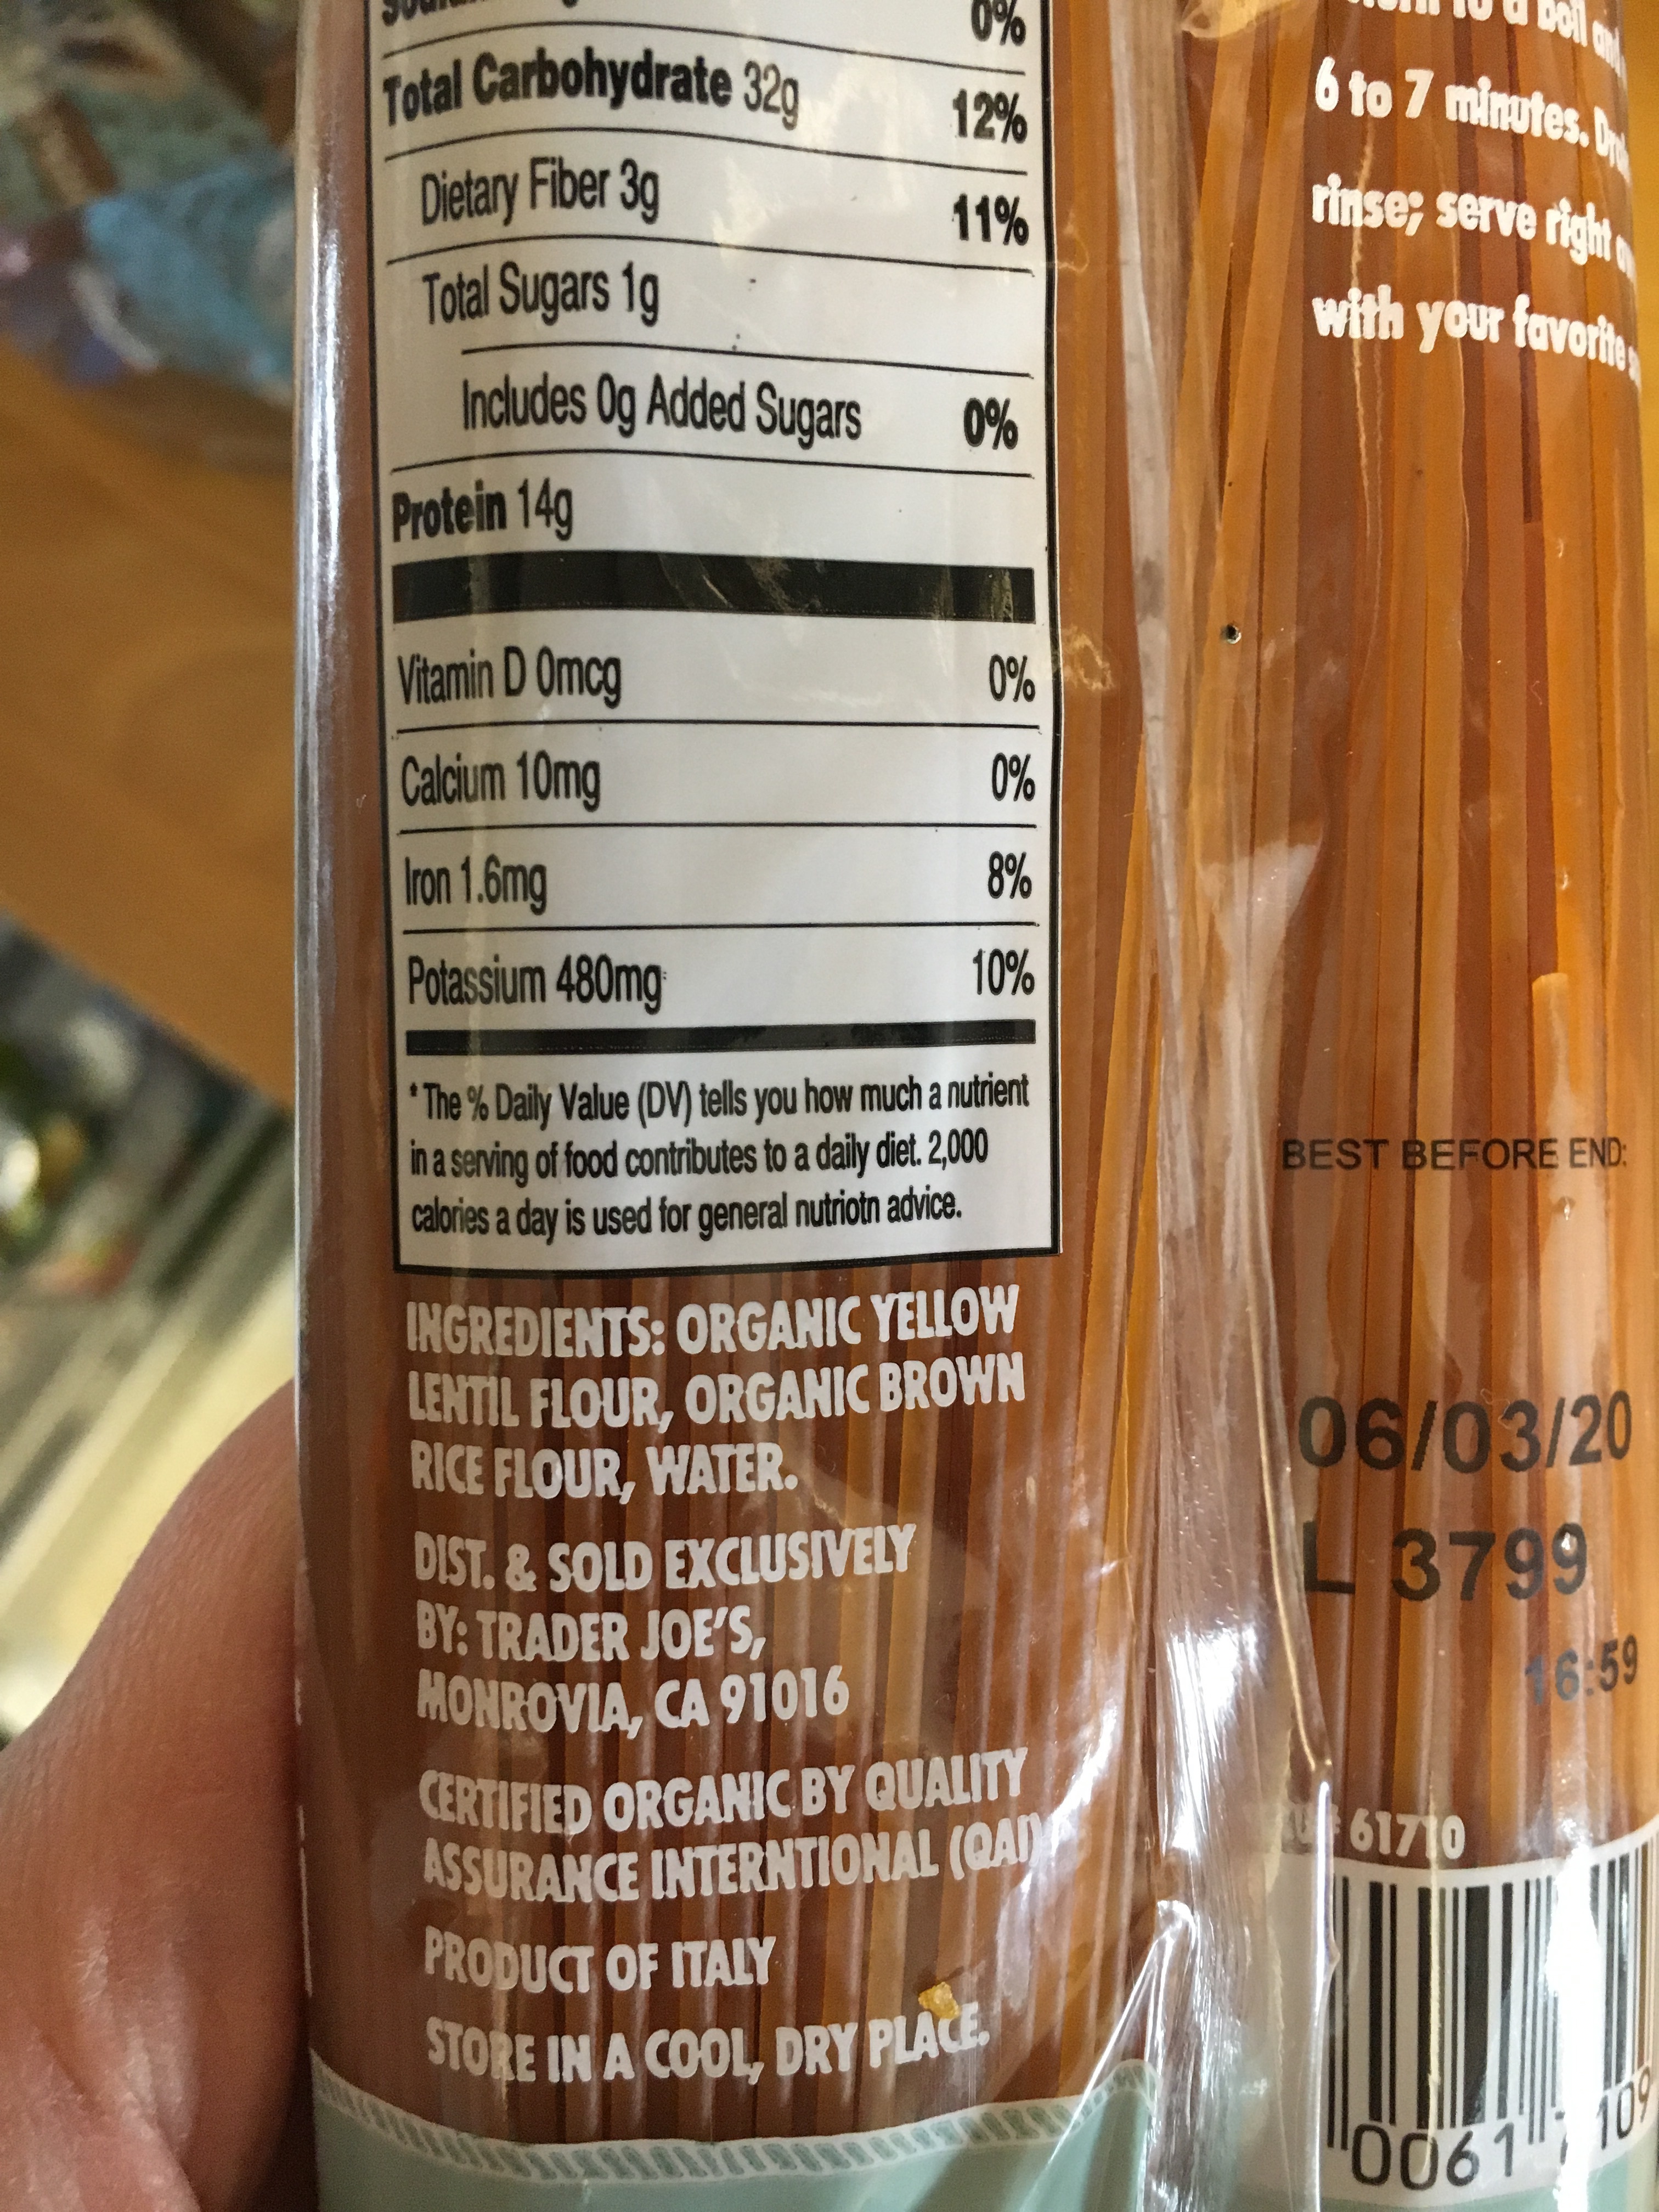 0%
Total Carbohydrate 32g 12%
Dietary Fiber 3g 11%
Total Sugars 1g
Includes 0g Added Sugars 0%
Protein 14g
Vitamin D 0mcg 0%
Calcium 10mg 0%
Iron 1.6mg 8%
Potassium 480mg 10%
* The % Daily Value (DV) tells you how much a nutrient
in a serving of food contributes to a daily diet. 2,000
calories a day is used for general nutriotn advice.
INGREDIENTS: ORGANIC YELLOW
LENTIL FLOUR, ORGANIC BROWN
RICE FLOUR, WATER.
DIST. & SOLD EXCLUSIVELY
BY: TRADER JOE'S,
MONROVIA, CA 91016
CERTIFIED ORGANIC BY QUALITY
ASSURANCE INTERNTIONAL (QAI)
PRODUCT OF ITALY
STORE IN A COOL, DRY PLACE.
to a boil and
6 to 7 minutes.
rinse; serve right
with your favorite
BEST BEFORE END:
06/03/20
L 3799
16:59
61710
0061